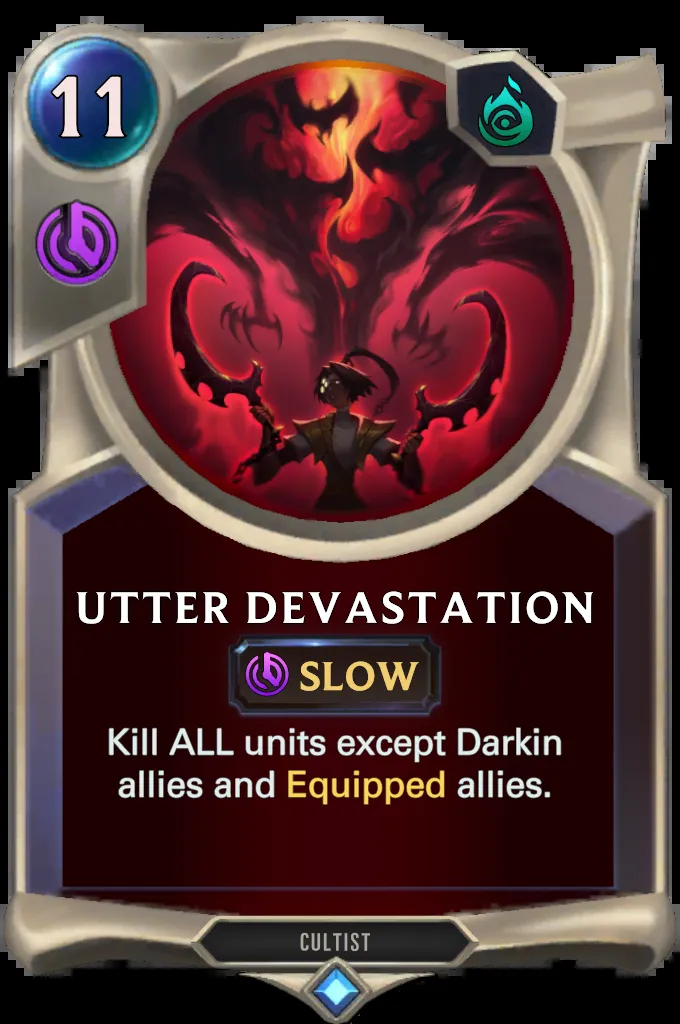 11
UTTER DEVASTATION
SLOW
Kill ALL units except Darkin
allies and Equipped allies.
CULTIST